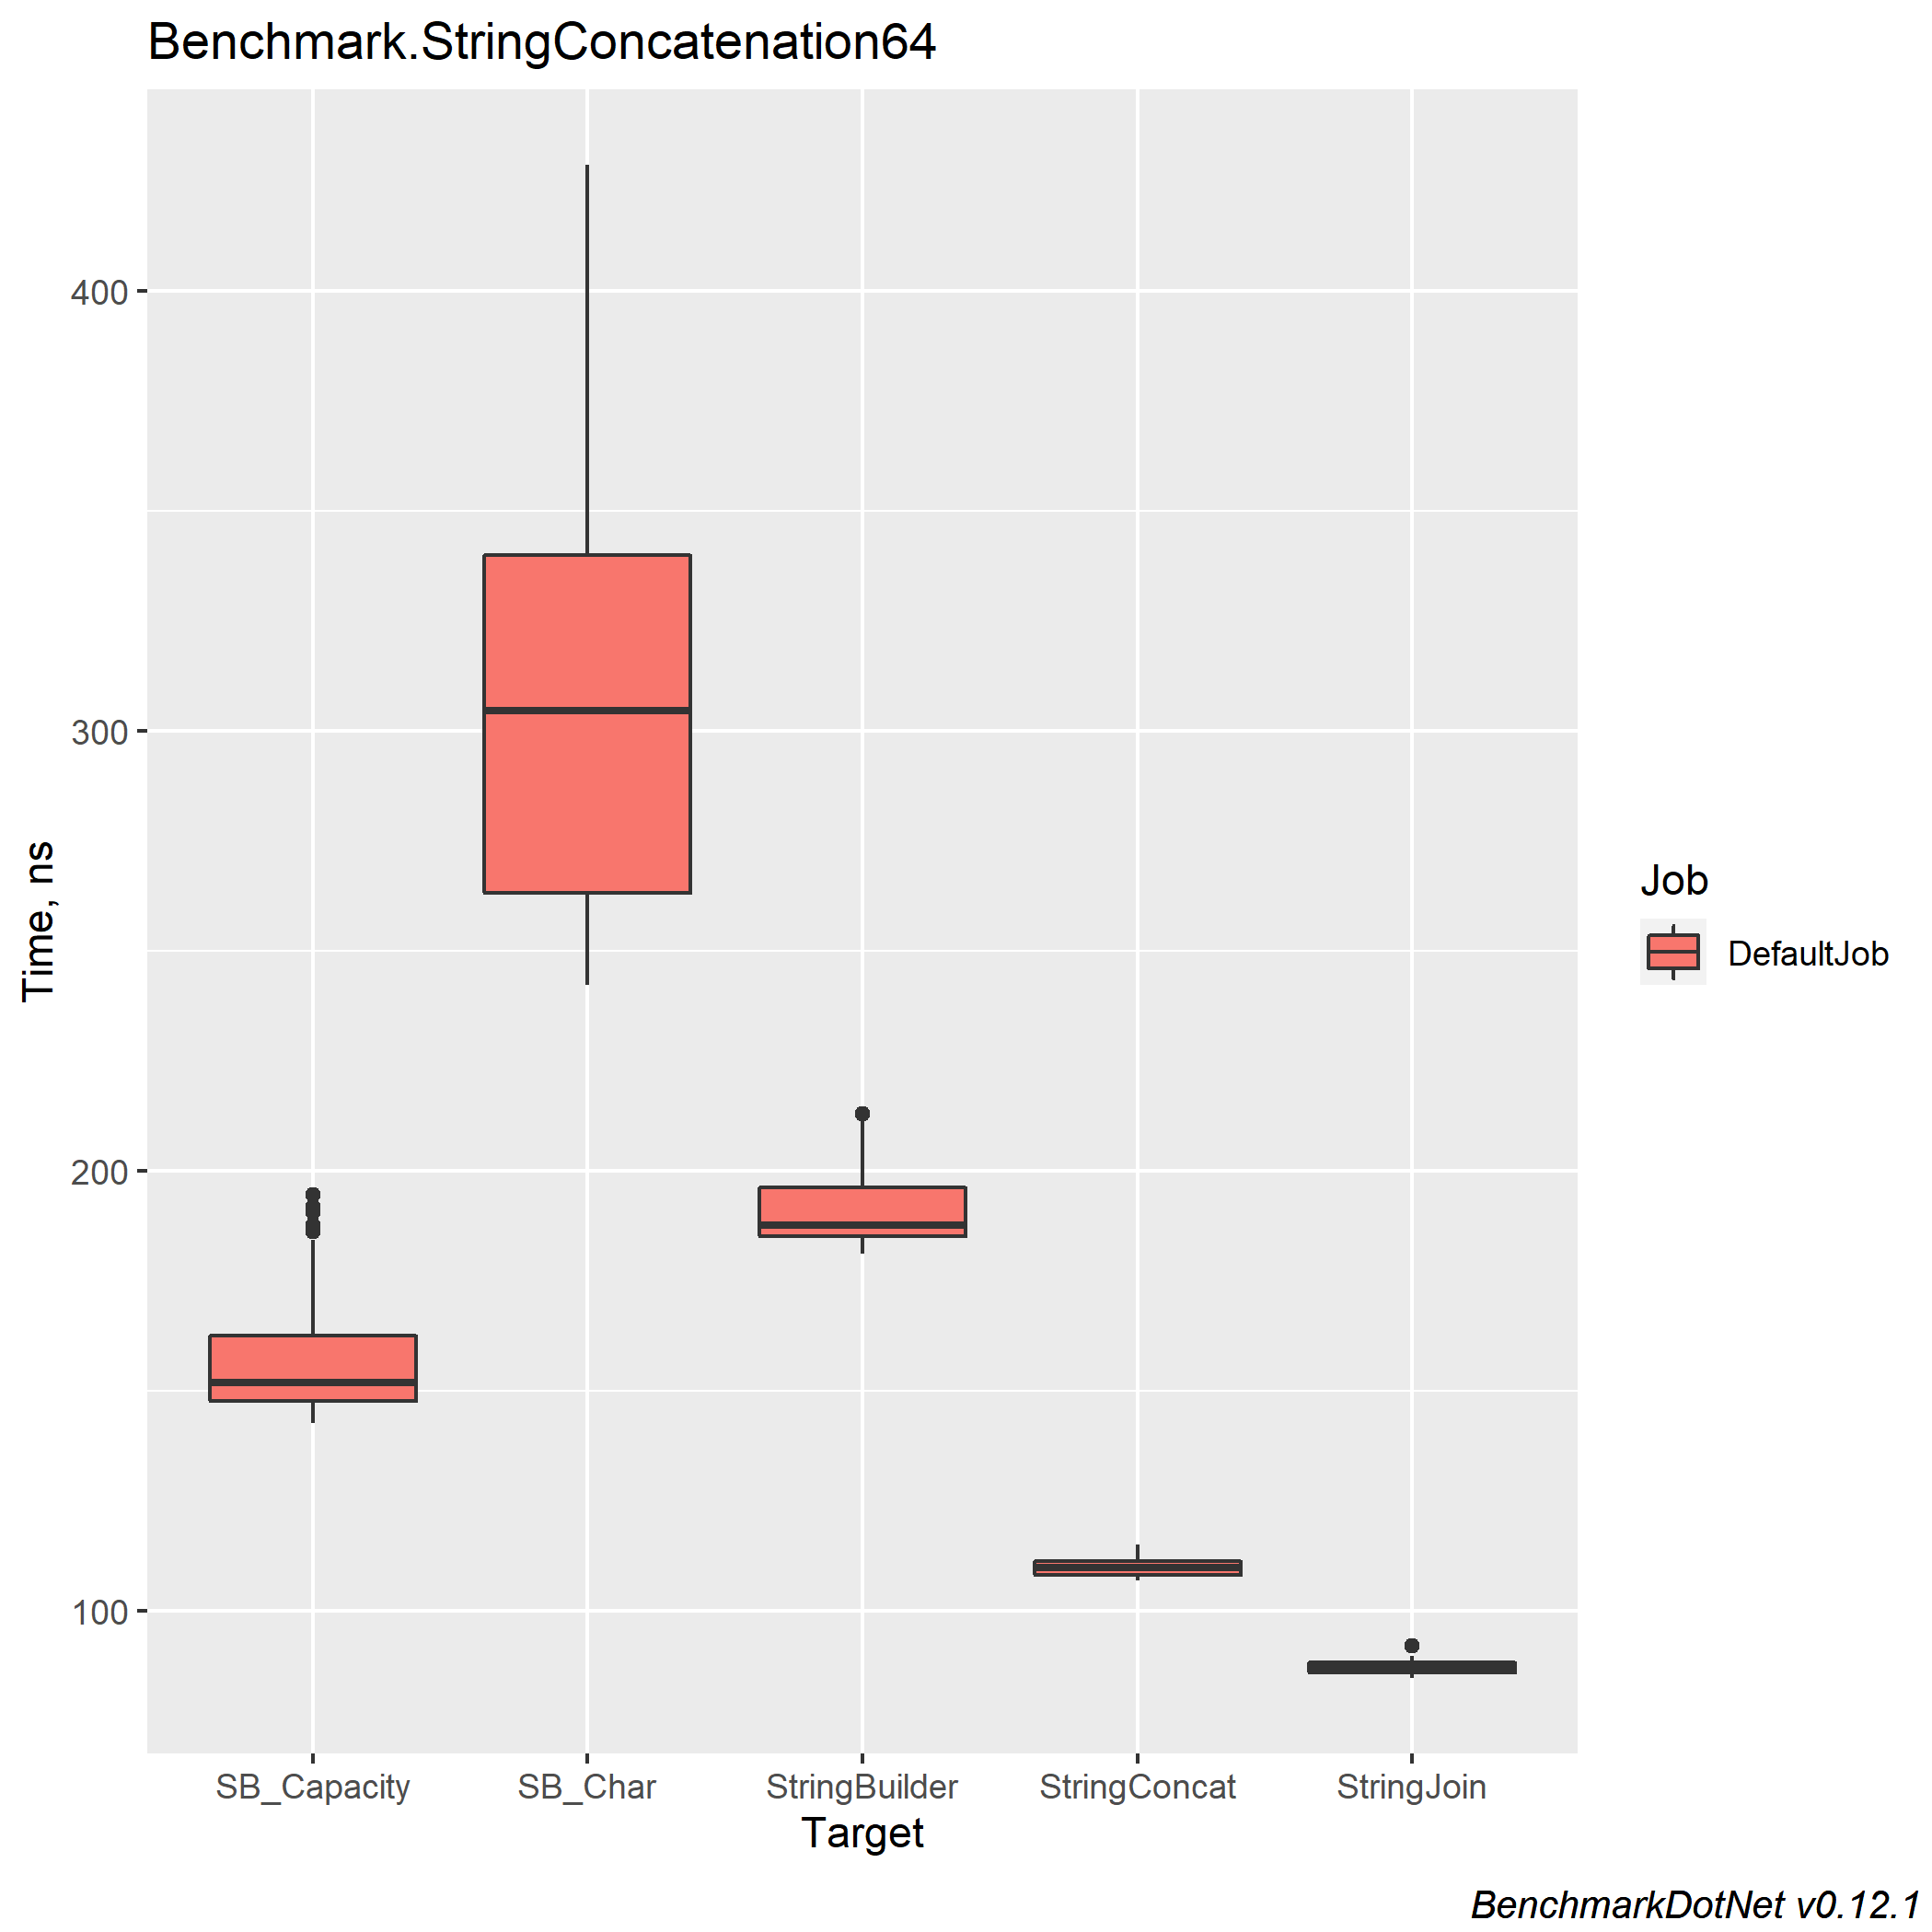 Benchmark.StringConcatenation64
Time, ns
400
300
200
100
SB_Capacity
SB_Char
StringBuilder
StringConcat
StringJoin
Target
Job
DefaultJob
BenchmarkDotNet v0.12.1